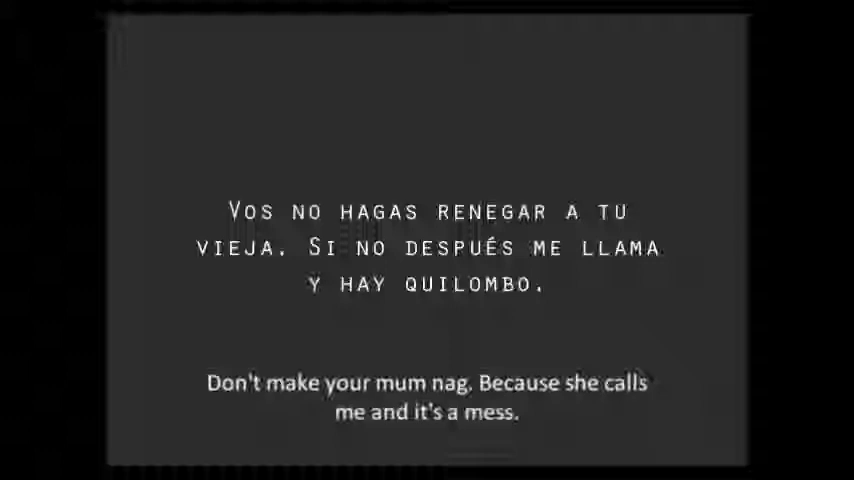 Vos no hagas renegar a tu
vieja. Si no después me llama
y hay quilombo.
Don't make your mum nag. Because she calls
me and it's a mess.